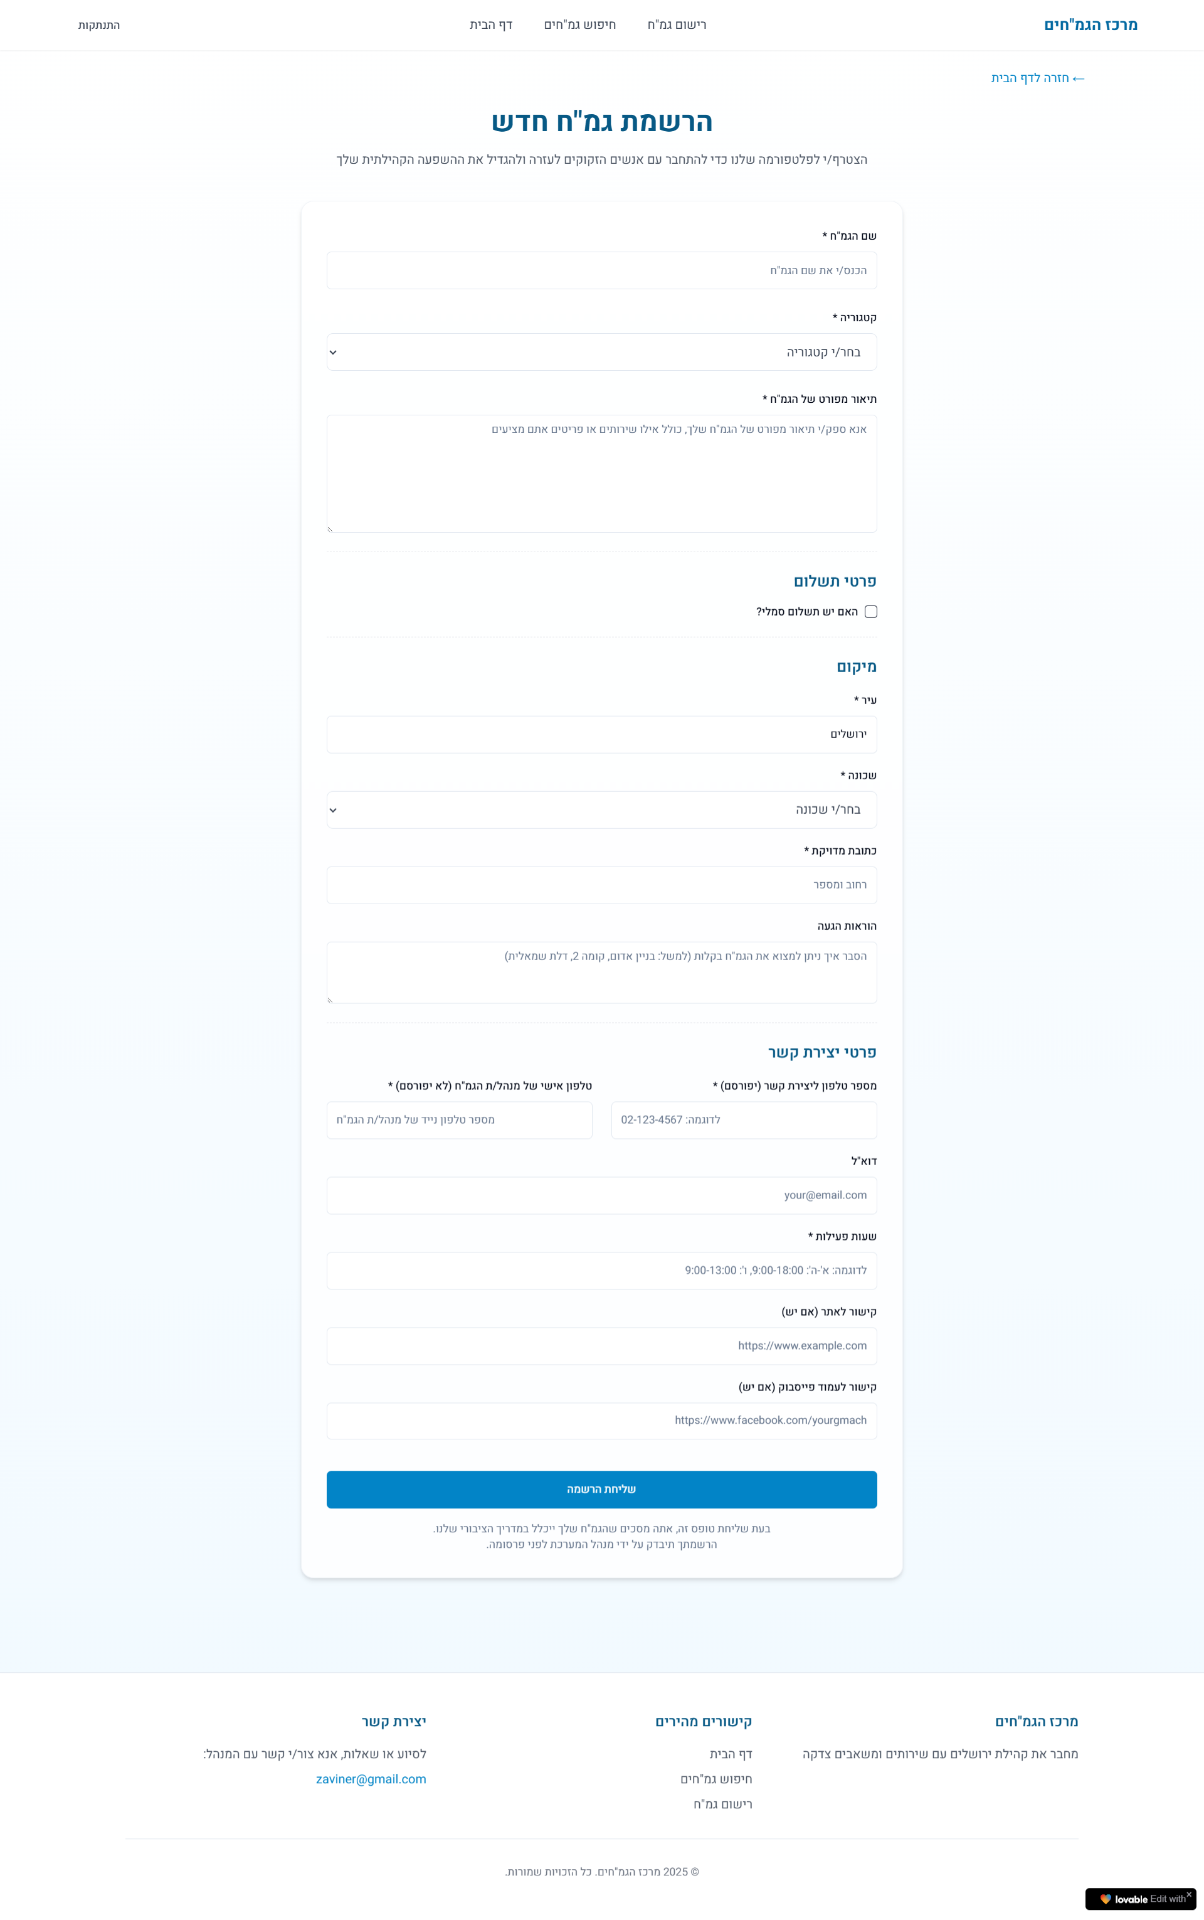 מרכז הגמ"חים
רישום גמ"ח
חיפוש גמ"חים
דף הבית
התנתקות
← חזרה לדף הבית
הרשמת גמ"ח חדש
הצטרף/י לפלטפורמה שלנו כדי להתחבר עם אנשים הזקוקים לעזרה ולהגדיל את ההשפעה הקהילתית שלך
שם הגמ"ח *
הכנס/י את שם הגמ"ח
קטגוריה *
בחר/י קטגוריה
תיאור מפורט של הגמ"ח *
אנא ספק/י תיאור מפורט של הגמ"ח שלך, כולל אילו שירותים או פריטים אתם מציעים
פרטי תשלום
האם יש תשלום סמלי?
מיקום
עיר *
ירושלים
שכונה *
בחר/י שכונה
כתובת מדויקת *
רחוב ומספר
הוראות הגעה
הסבר איך ניתן למצוא את הגמ"ח בקלות (למשל: בניין אדום, קומה 2, דלת שמאלית)
פרטי יצירת קשר
מספר טלפון ליצירת קשר (יפורסם) *
לדוגמה: 02-123-4567
טלפון אישי של מנהל/ת הגמ"ח (לא יפורסם) *
מספר טלפון נייד של מנהל/ת הגמ"ח
דוא"ל
your@email.com
שעות פעילות *
לדוגמה: א'-ה': 9:00-18:00, ו': 9:00-13:00
קישור לאתר (אם יש)
https://www.example.com
קישור לעמוד פייסבוק (אם יש)
https://www.facebook.com/yourgmach
שליחת הרשמה
בעת שליחת טופס זה, אתה מסכים שהגמ"ח שלך ייכלל במדריך הציבורי שלנו.
הרשמתך תיבדק על ידי מנהל המערכת לפני פרסומה.
מרכז הגמ"חים
מחבר את קהילת ירושלים עם שירותים ומשאבים צדקה
קישורים מהירים
דף הבית
חיפוש גמ"חים
רישום גמ"ח
יצירת קשר
לסיוע או שאלות, אנא צור/י קשר עם המנהל:
zaviner@gmail.com
© 2025 מרכז הגמ"חים. כל הזכויות שמורות.
Edit with lovable ×